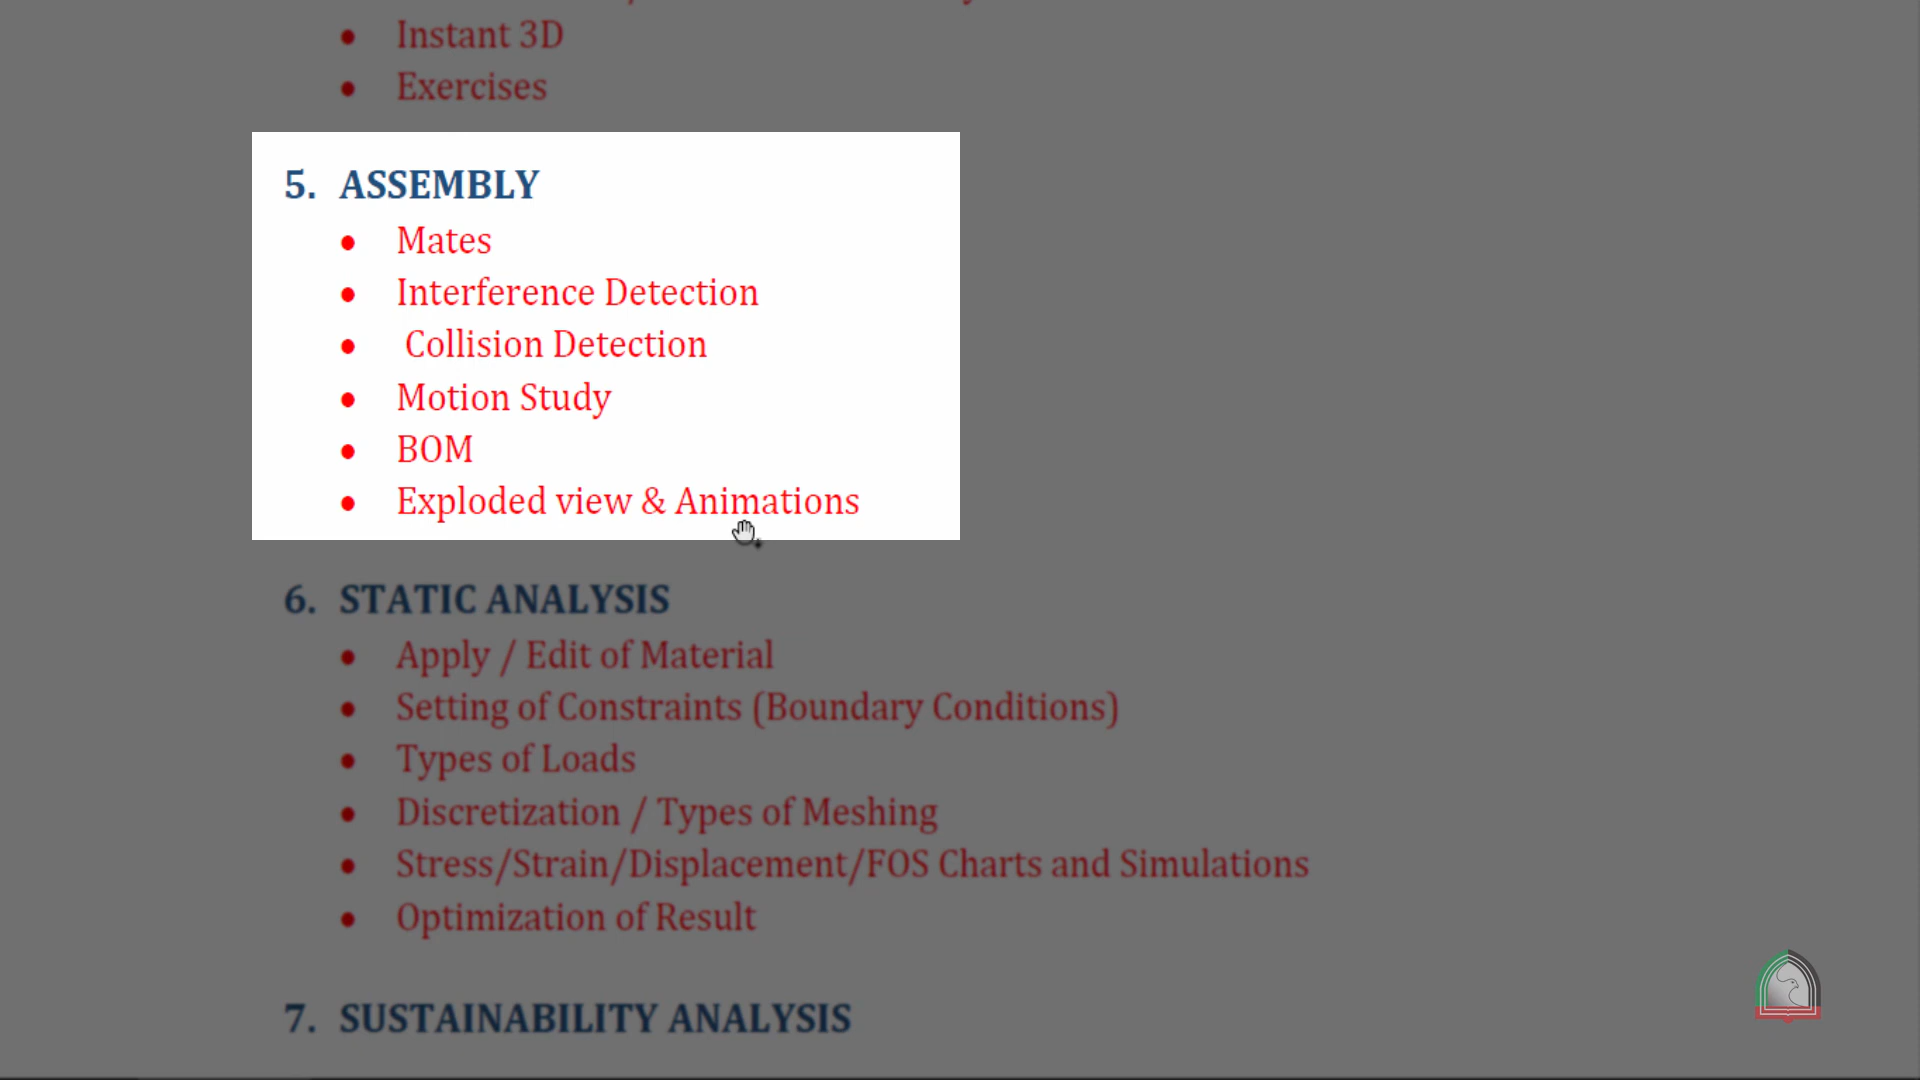 • Instant 3D
• Exercises
5. ASSEMBLY
• Mates
• Interference Detection
• Collision Detection
• Motion Study
• BOM
• Exploded view & Animations
6. STATIC ANALYSIS
• Apply / Edit of Material
• Setting of Constraints (Boundary Conditions)
• Types of Loads
• Discretization / Types of Meshing
• Stress/Strain/Displacement/FOS Charts and Simulations
• Optimization of Result
7. SUSTAINABILITY ANALYSIS